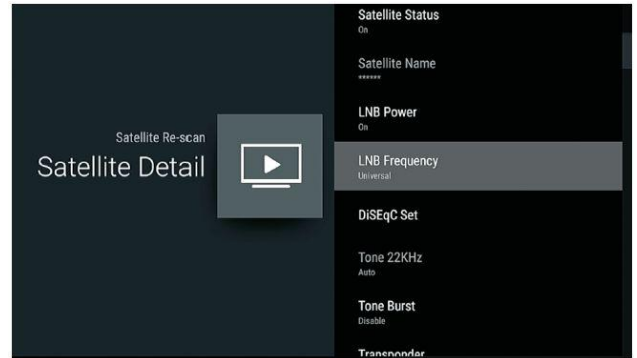 Satellite Re-scan
Satellite Detail
Satellite Status
On
Satellite Name
******
LNB Power
On
LNB Frequency
Universal
DiSEqC Set
Tone 22KHz
Auto
Tone Burst
Disable
Transponder